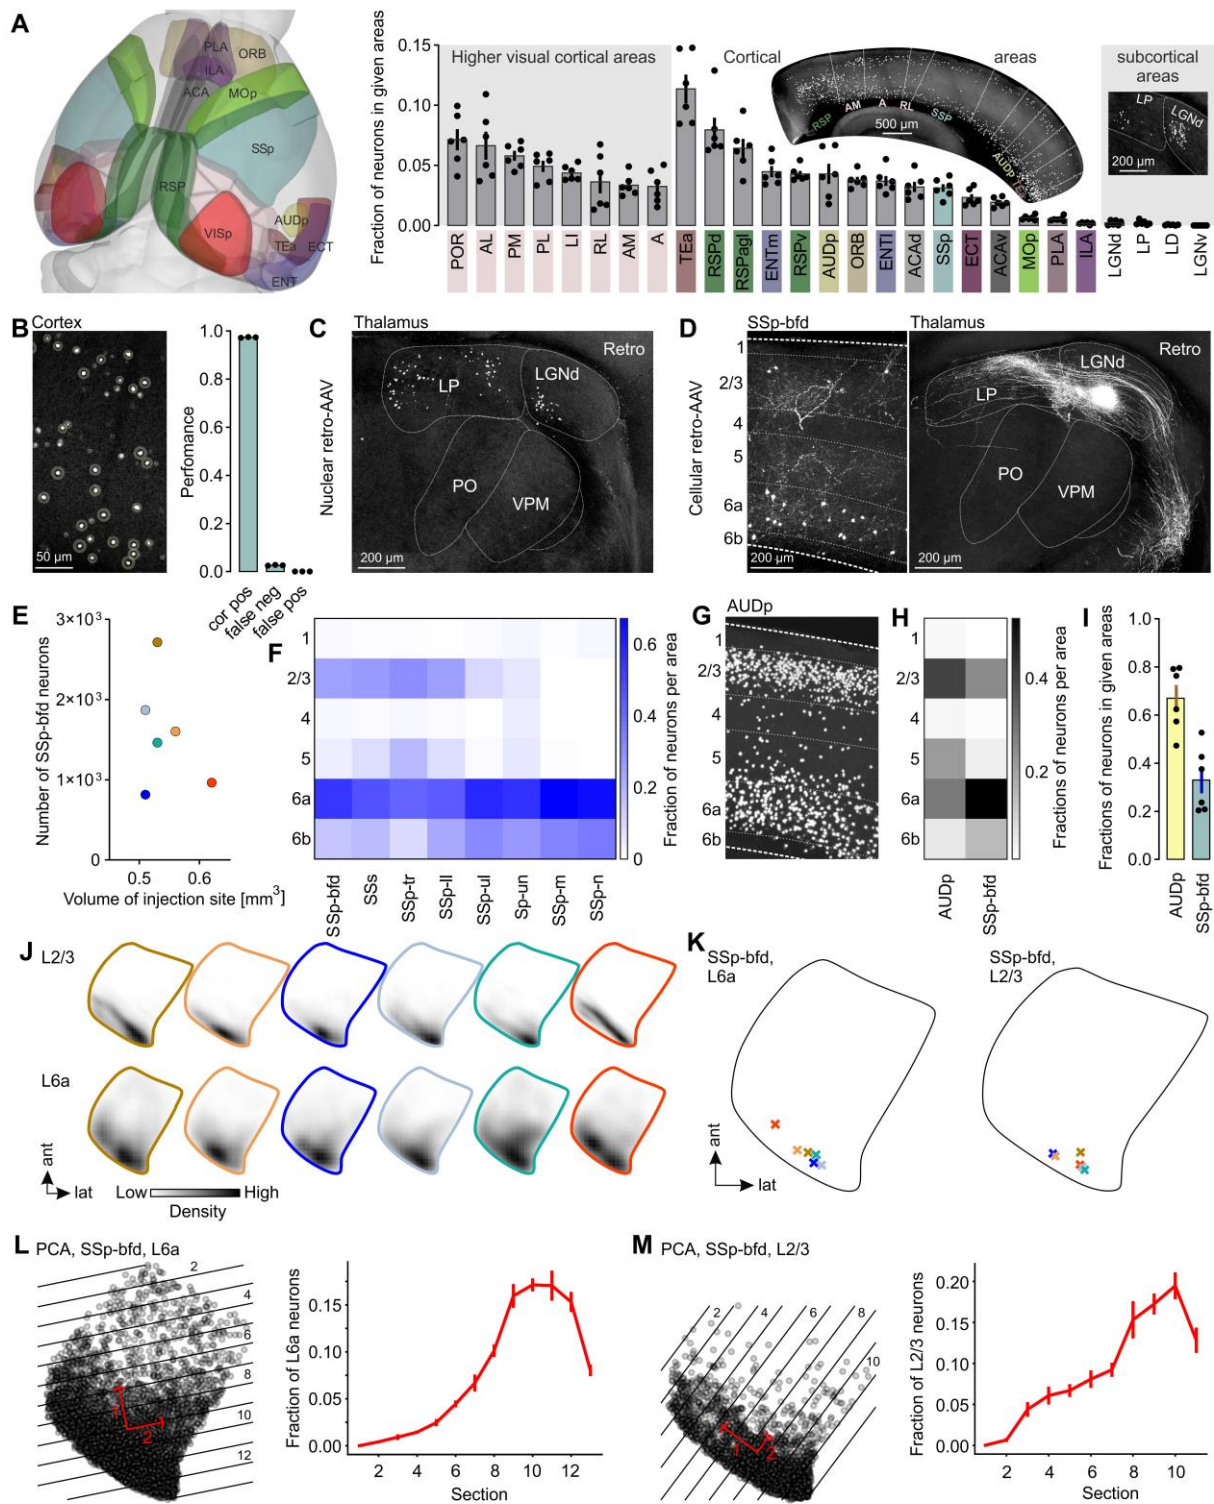 A
PLA
ORB
ILA
ACA
MOp
SSp
RSP
VISp
AUDp
TEa
ECT
ENT
Fraction of neurons in given areas
0.15
0.10
0.05
0.00
Higher visual cortical areas
Cortical
areas
subcortical
areas
RSP
AM
A
RL
SSP
AUDp
TE
500 µm
LP
LGNd
200 µm
POR
AL
PM
PL
LI
RL
AM
A
TEa
RSPd
RSPagl
ENTm
RSPv
AUDp
ORB
ENTl
ACAd
SSp
ECT
ACAv
MOp
PLA
ILA
LGNd
LP
LD
LGNv
B
Cortex
50 µm
Perfomance
1.0
0.8
0.6
0.4
0.2
0.0
cor pos
false neg
false pos
C
Thalamus
Nuclear retro-AAV
Retro
LP
LGNd
PO
VPM
200 µm
D
SSp-bfd
Cellular retro-AAV
1
2/3
4
5
6a
6b
200 µm
Thalamus
Retro
LGNd
LP
PO
VPM
200 µm
E
Number of SSp-bfd neurons
3×10³
2×10³
1×10³
0
0.5
0.6
Volume of injection site [mm³]
F
1
2/3
4
5
6a
6b
SSp-bfd
SSs
SSp-tr
SSp-ll
SSp-ul
Sp-un
SSp-m
SSp-n
0.6
0.4
0.2
0
Fraction of neurons per area
G
AUDp
1
2/3
4
5
6a
6b
H
1
2/3
4
5
6a
6b
AUDp
SSp-bfd
0.4
0.2
Fractions of neurons per area
I
Fractions of neurons in given areas
1.0
0.8
0.6
0.4
0.2
0.0
AUDp
SSp-bfd
J
L2/3
L6a
ant
lat
Low
High
Density
K
SSp-bfd,
L6a
SSp-bfd,
L2/3
ant
lat
L
PCA, SSp-bfd, L6a
2
4
6
8
10
12
1
2
Fraction of L6a neurons
0.15
0.10
0.05
0.00
2
4
6
8
10
12
Section
M
PCA, SSp-bfd, L2/3
2
4
6
8
10
1
2
Fraction of L2/3 neurons
0.20
0.15
0.10
0.05
0.00
2
4
6
8
10
Section